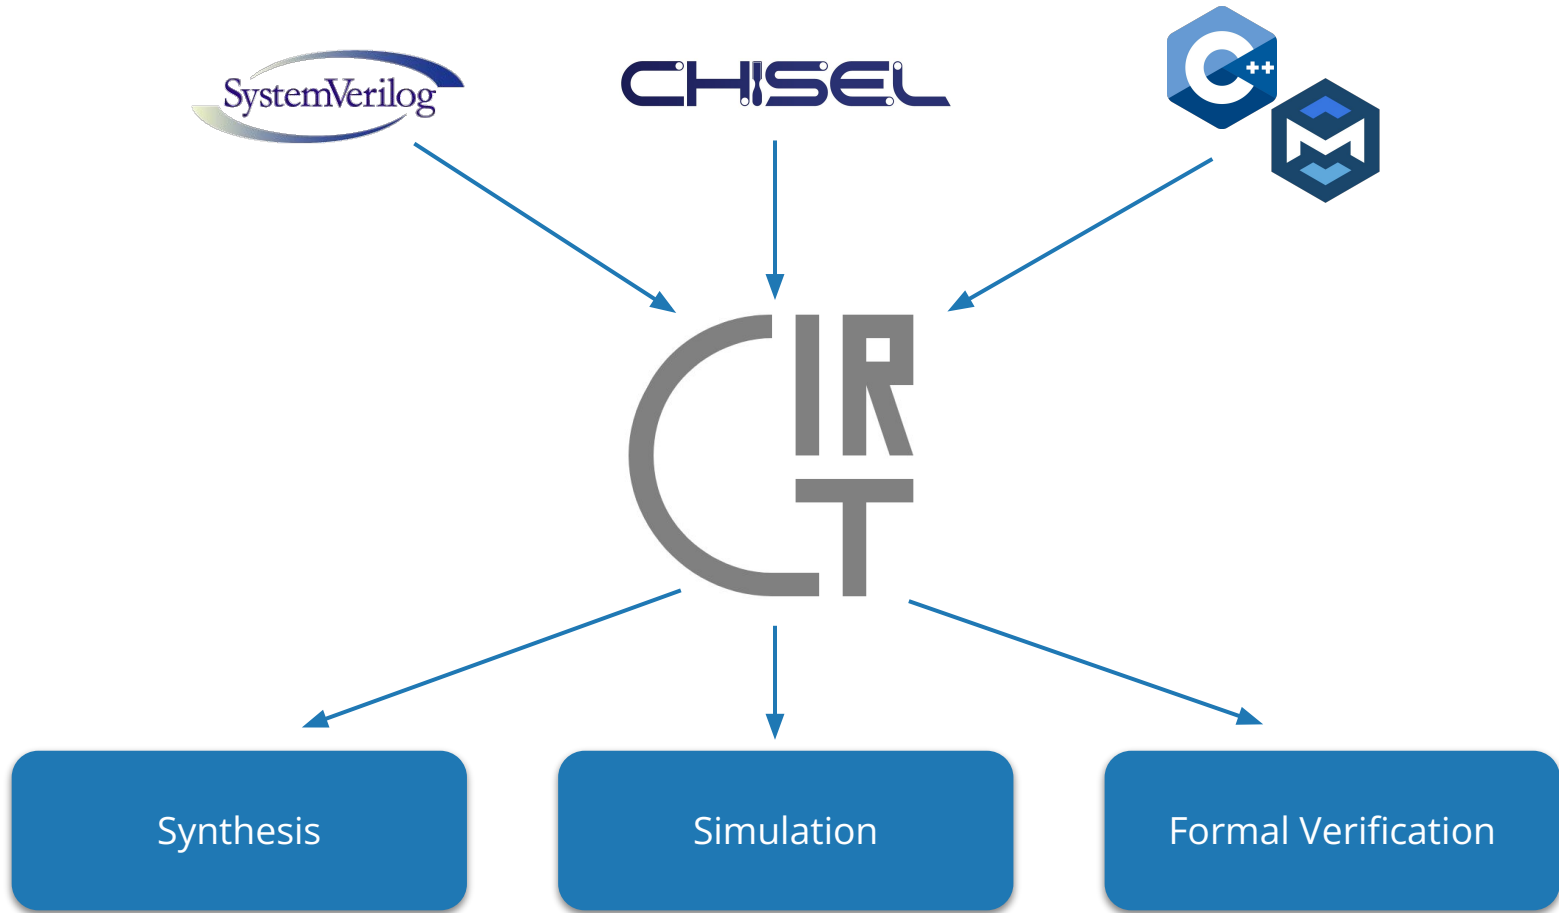 SystemVerilog
CHISEL
C++
M
CIRT
Synthesis
Simulation
Formal Verification